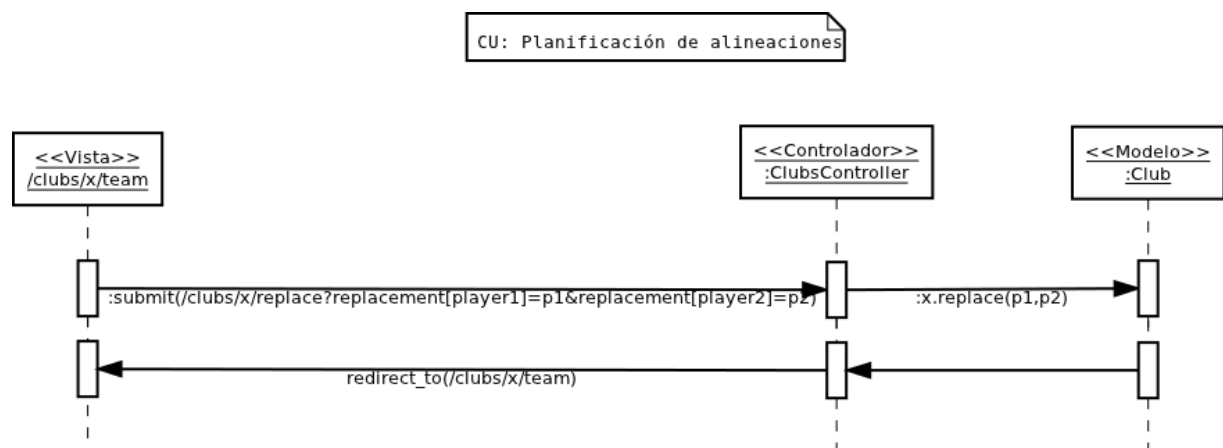 CU: Planificación de alineaciones
<<Vista>>
/clubs/x/team
<<Controlador>>
:ClubsController
<<Modelo>>
:Club
:submit(/clubs/x/replace?replacement[player1]=p1&replacement[player2]=p2)
:x.replace(p1,p2)
redirect_to(/clubs/x/team)